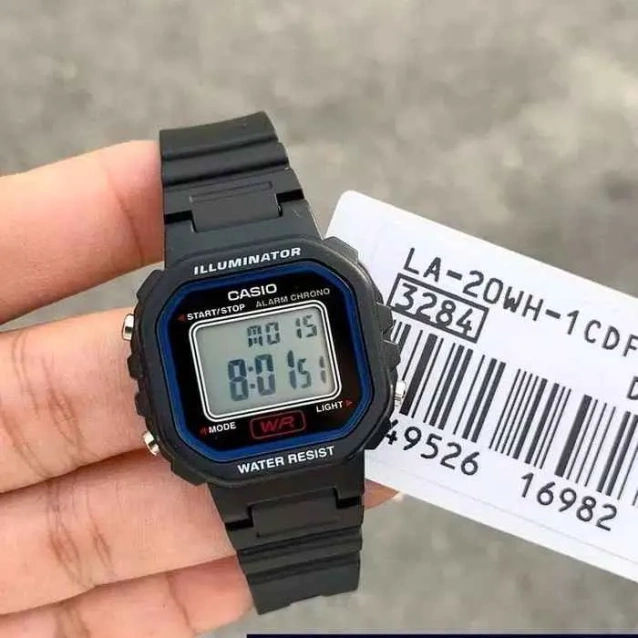 ILLUMINATOR
CASIO
ALARM CHRONO
START/STOP
MO 15
8:01 51
LIGHT
MODE
WR
WATER RESIST
LA-20WH-1CDF
3284
49526 16982